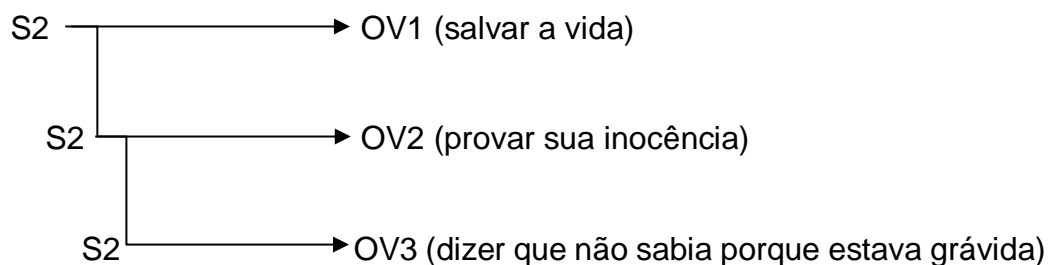 S2 OV1 (salvar a vida)
S2 OV2 (provar sua inocência)
S2 OV3 (dizer que não sabia porque estava grávida)